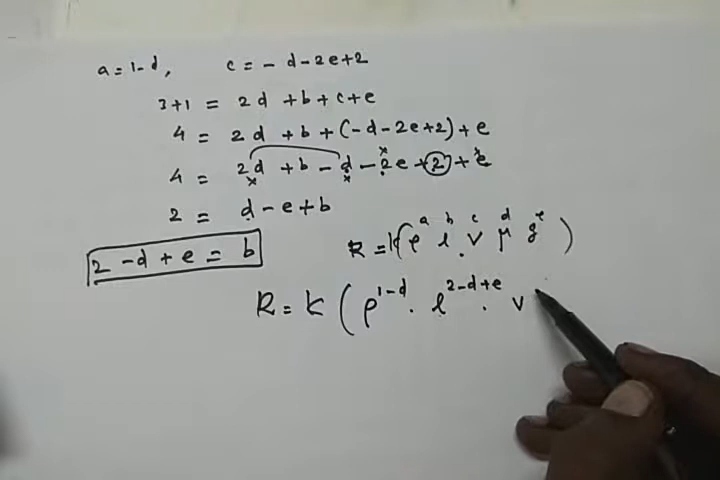 a = 1-d, c = - d - 2e + 2
3+1 = 2d + b + c + e
4 = 2d + b + (-d - 2e + 2) + e
4 = 2d + b - d - 2e + 2 + e
2 = d - e + b
2 - d + e = b
R = k(ρ^a l^b . v^c μ^d g^e)
R = k ( ρ^1-d . l^2-d+e . v